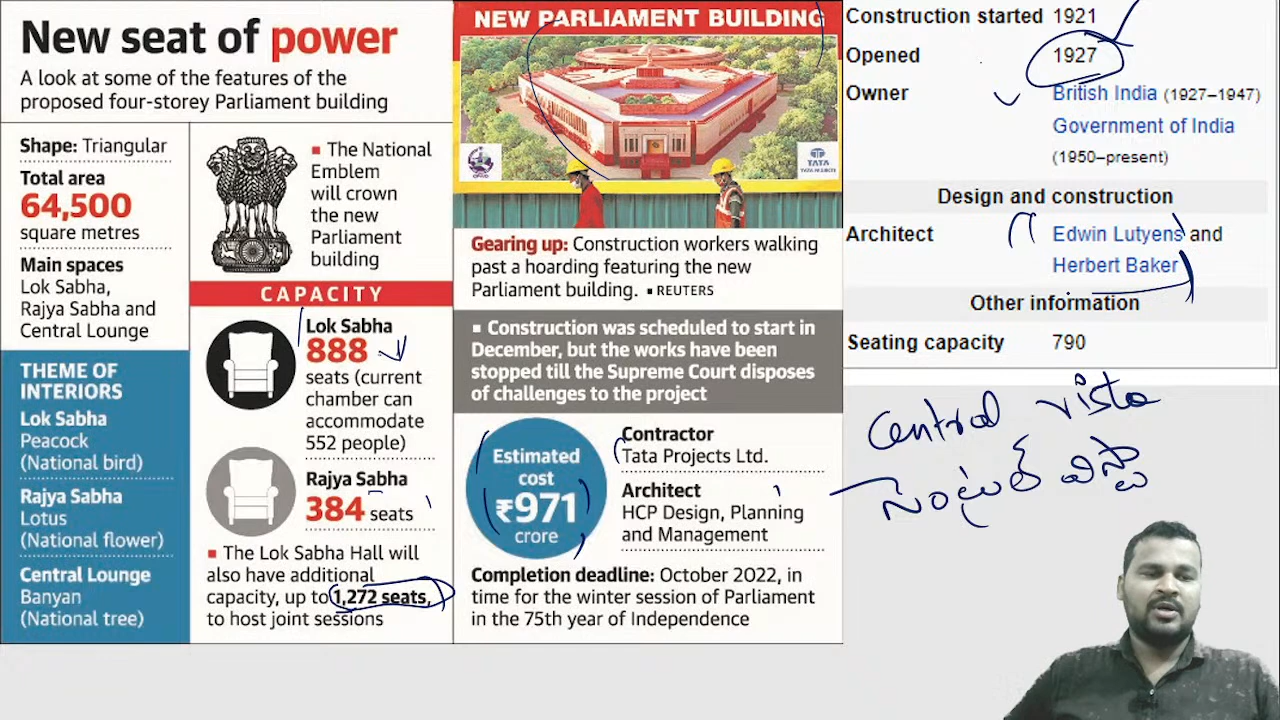 New seat of power
A look at some of the features of the
proposed four-storey Parliament building
Shape: Triangular
Total area
64,500
square metres
Main spaces
Lok Sabha,
Rajya Sabha and
Central Lounge
THEME OF
INTERIORS
Lok Sabha
Peacock
(National bird)
Rajya Sabha
Lotus
(National flower)
Central Lounge
Banyan
(National tree)
▪ The National
Emblem
will crown
the new
Parliament
building
CAPACITY
Lok Sabha
888
seats (current
chamber can
accommodate
552 people)
Rajya Sabha
384 seats
▪ The Lok Sabha Hall will
also have additional
capacity, up to 1,272 seats,
to host joint sessions
NEW PARLIAMENT BUILDING
TATA
Gearing up: Construction workers walking
past a hoarding featuring the new
Parliament building. ▪ REUTERS
▪ Construction was scheduled to start in
December, but the works have been
stopped till the Supreme Court disposes
of challenges to the project
Estimated
cost
₹971
crore
Contractor
Tata Projects Ltd.
Architect
HCP Design, Planning
and Management
Completion deadline: October 2022, in
time for the winter session of Parliament
in the 75th year of Independence
Construction started 1921
Opened 1927
Owner British India (1927–1947)
Government of India
(1950–present)
Design and construction
Architect Edwin Lutyens and
Herbert Baker
Other information
Seating capacity 790
Central vista
సెంట్రల్ విస్టా